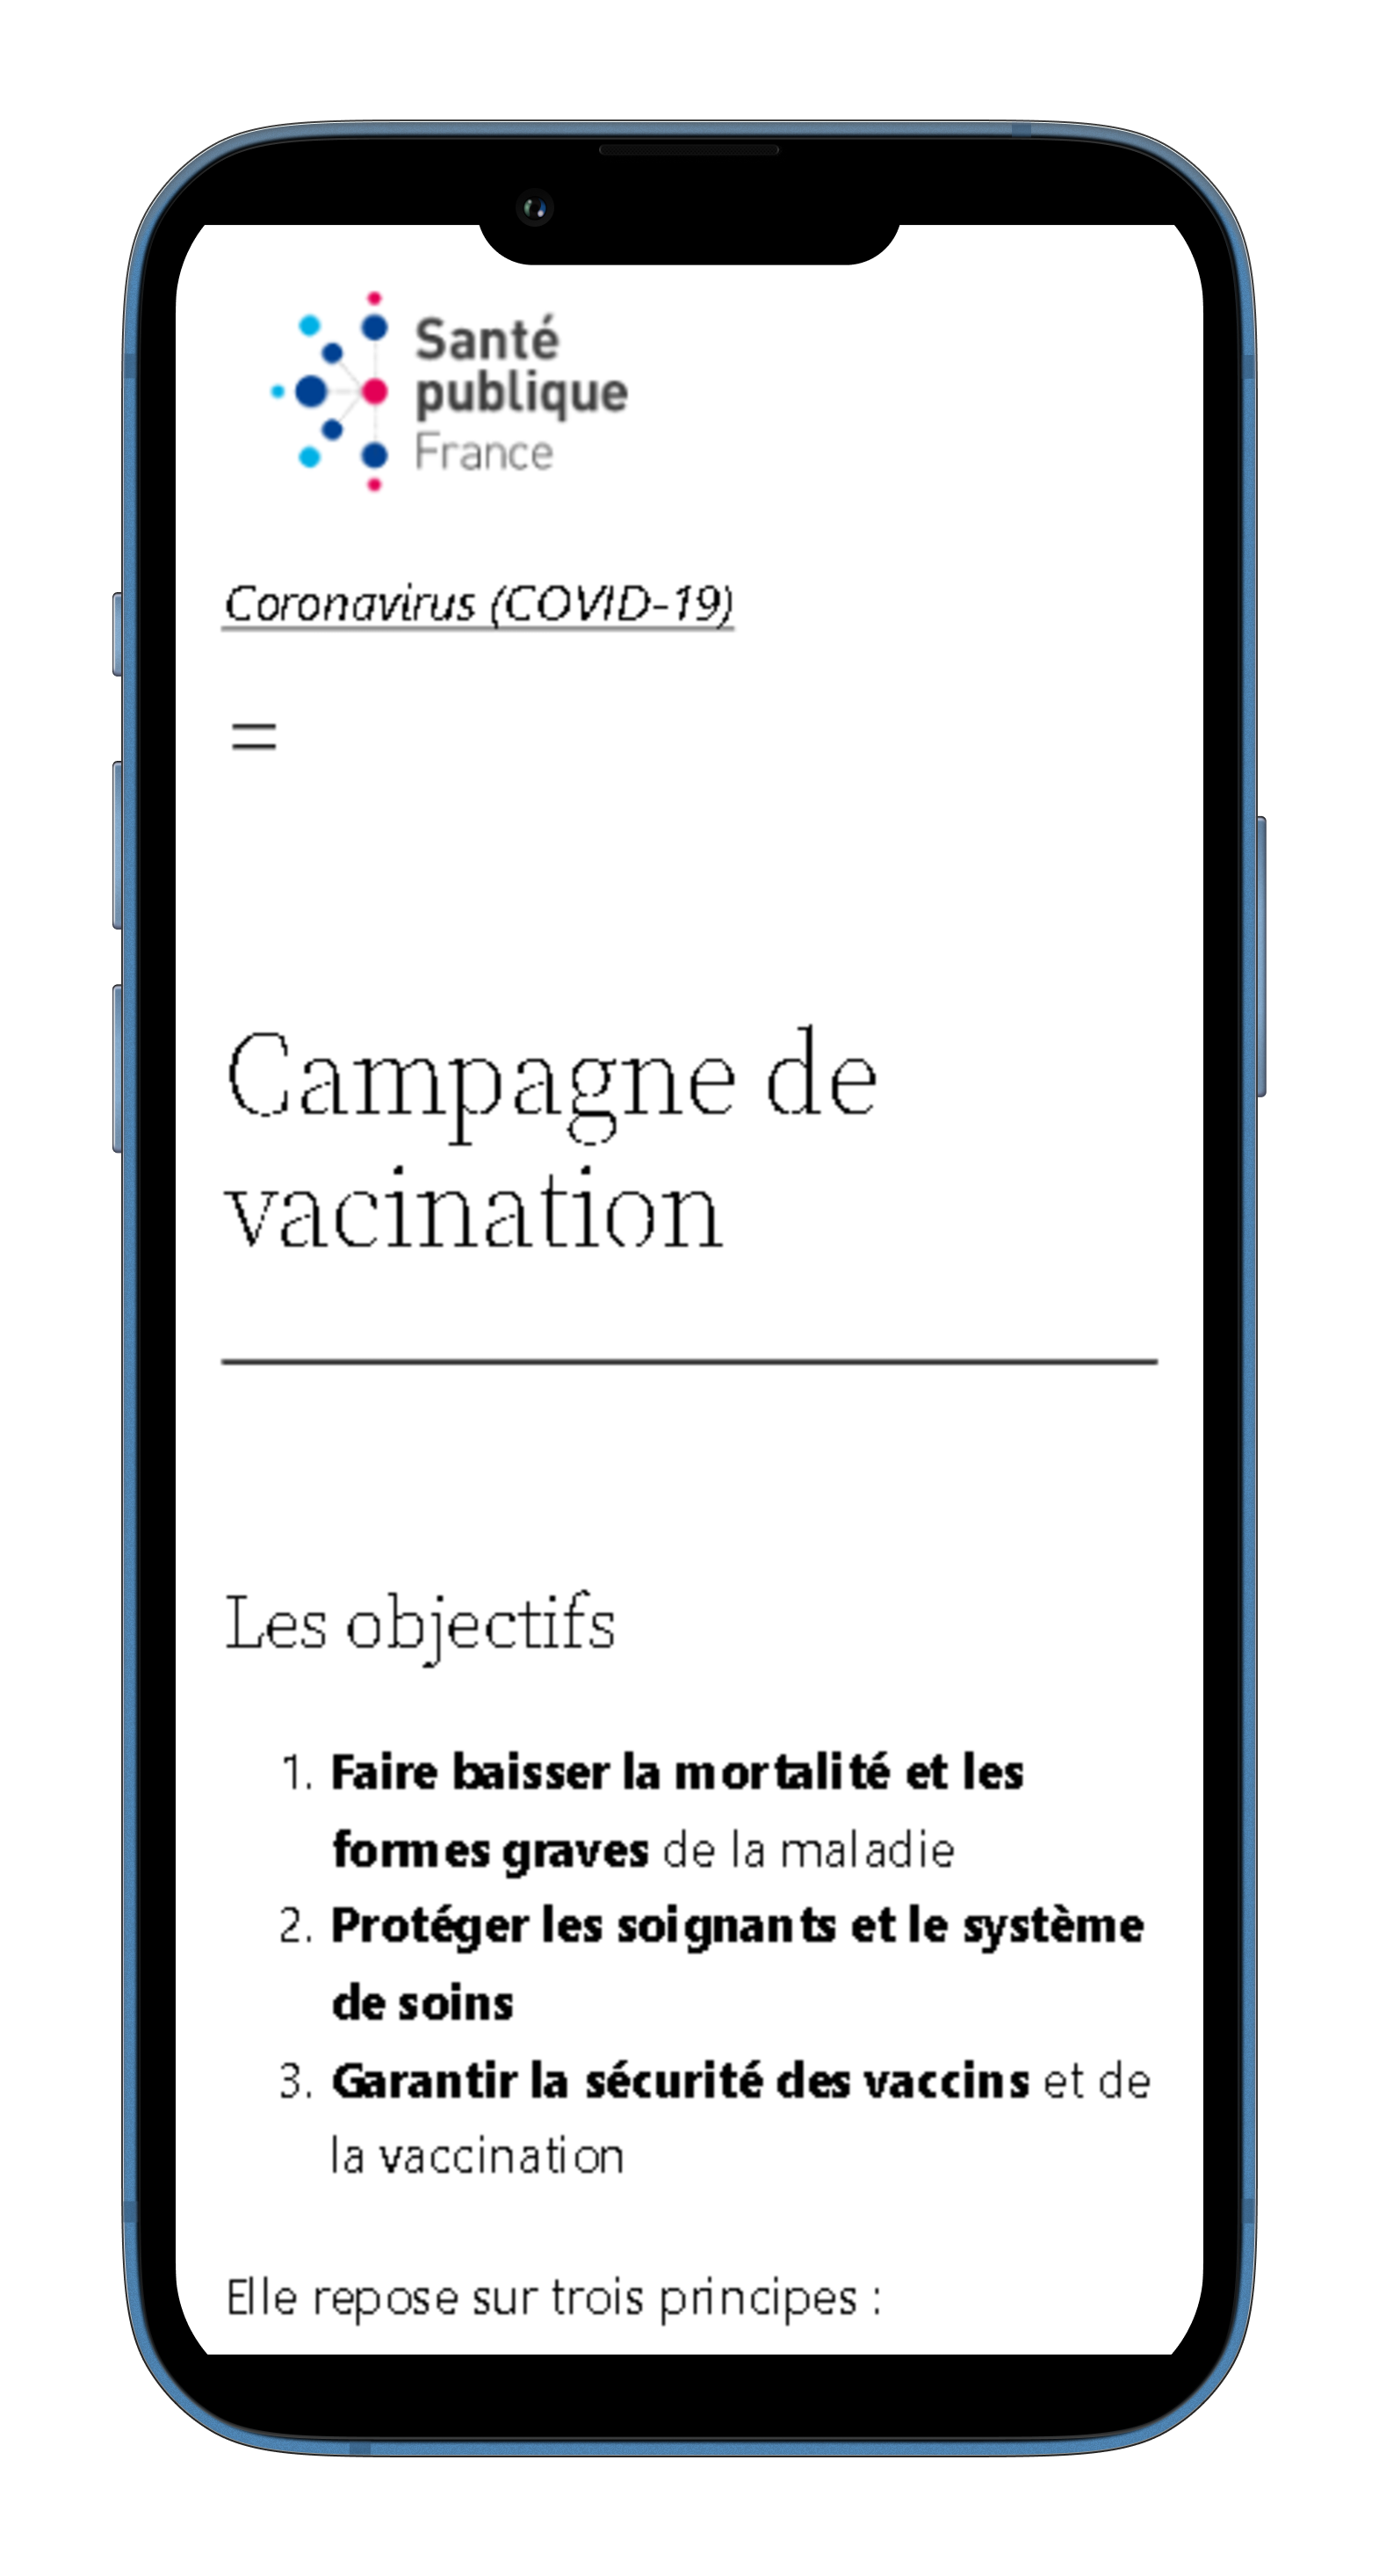 Santé
publique
France
Coronavirus (COVID-19)
=
Campagne de
vacination
Les objectifs
1. Faire baisser la mortalité et les
formes graves de la maladie
2. Protéger les soignants et le système
de soins
3. Garantir la sécurité des vaccins et de
la vaccination
Elle repose sur trois principes :